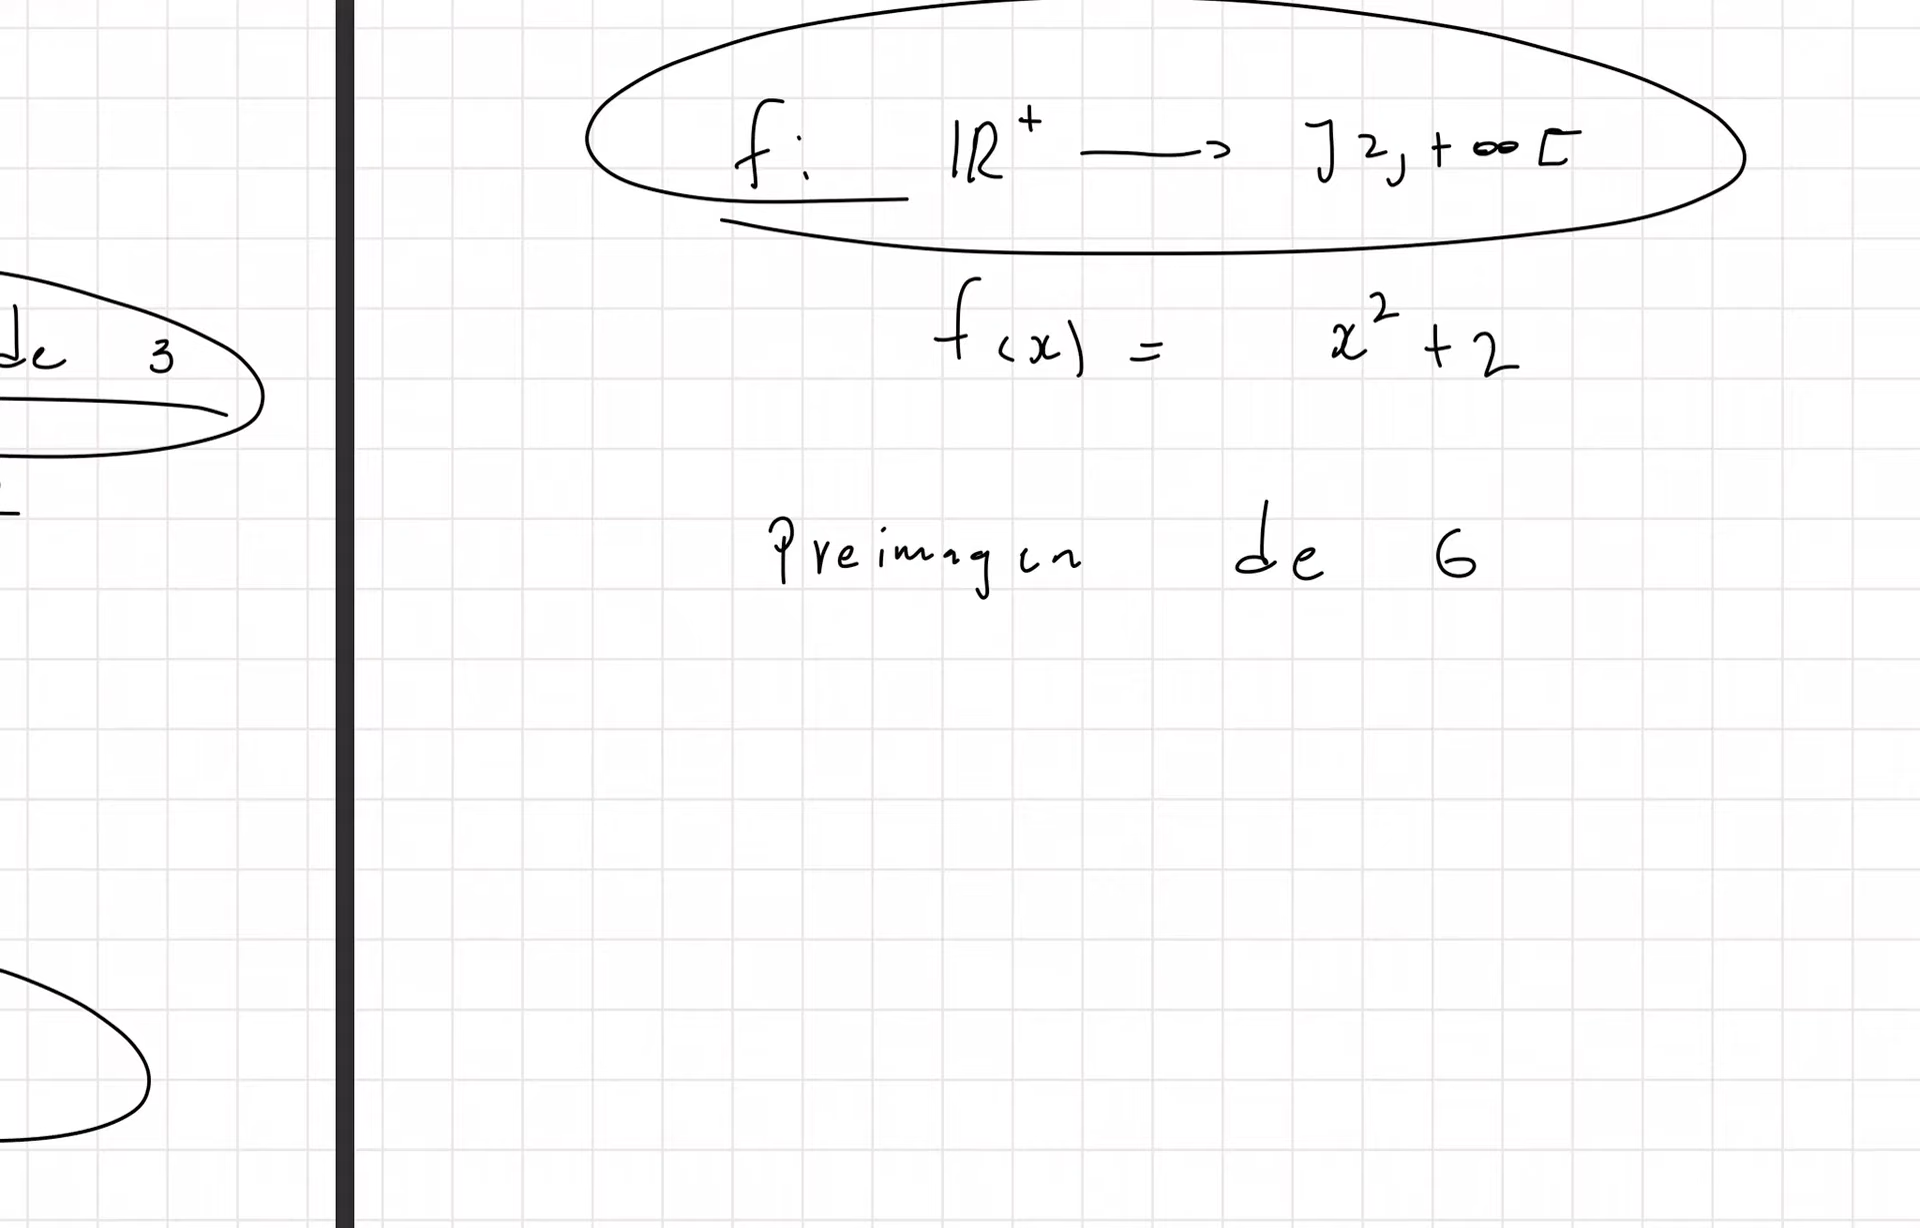 f: ℝ⁺ ⟶ ]2, +∞[
f(x) = x² + 2
de 3
Preimagen de 6